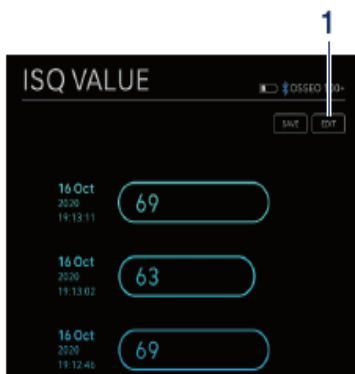 1
ISQ VALUE
OSSEO 100+
SAVE EDIT
16 Oct
2020
19:13:11
69
16 Oct
2020
19:13:02
63
16 Oct
2020
19:12:46
69